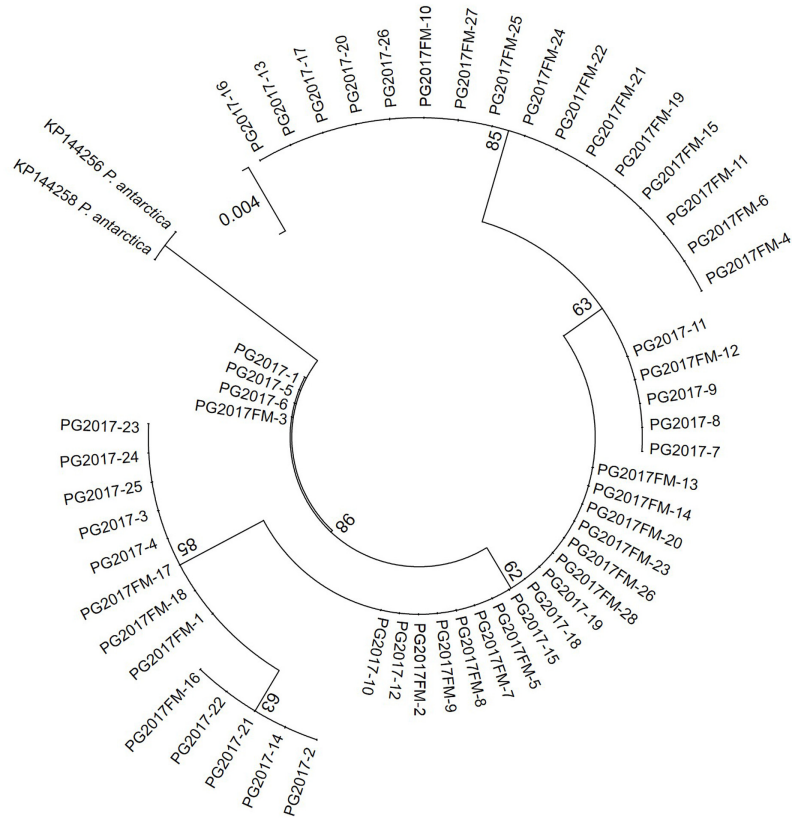 KP144256 P. antarctica
KP144258 P. antarctica
0.004
PG2017-16
PG2017-13
PG2017-17
PG2017-20
PG2017-26
PG2017FM-10
PG2017FM-27
PG2017FM-25
PG2017FM-24
PG2017FM-22
PG2017FM-21
PG2017FM-19
PG2017FM-15
PG2017FM-11
PG2017FM-6
PG2017FM-4
85
63
PG2017-11
PG2017FM-12
PG2017-9
PG2017-8
PG2017-7
PG2017FM-13
PG2017FM-14
PG2017FM-20
PG2017FM-23
PG2017FM-26
PG2017FM-28
PG2017-19
PG2017-18
PG2017-15
62
PG2017FM-5
PG2017FM-7
PG2017FM-8
PG2017FM-9
PG2017FM-2
PG2017-12
PG2017-10
98
PG2017-2
PG2017-14
PG2017-21
PG2017-22
PG2017FM-16
63
PG2017FM-1
PG2017FM-18
PG2017FM-17
PG2017-4
PG2017-3
PG2017-25
PG2017-24
PG2017-23
85
PG2017FM-3
PG2017-6
PG2017-5
PG2017-1